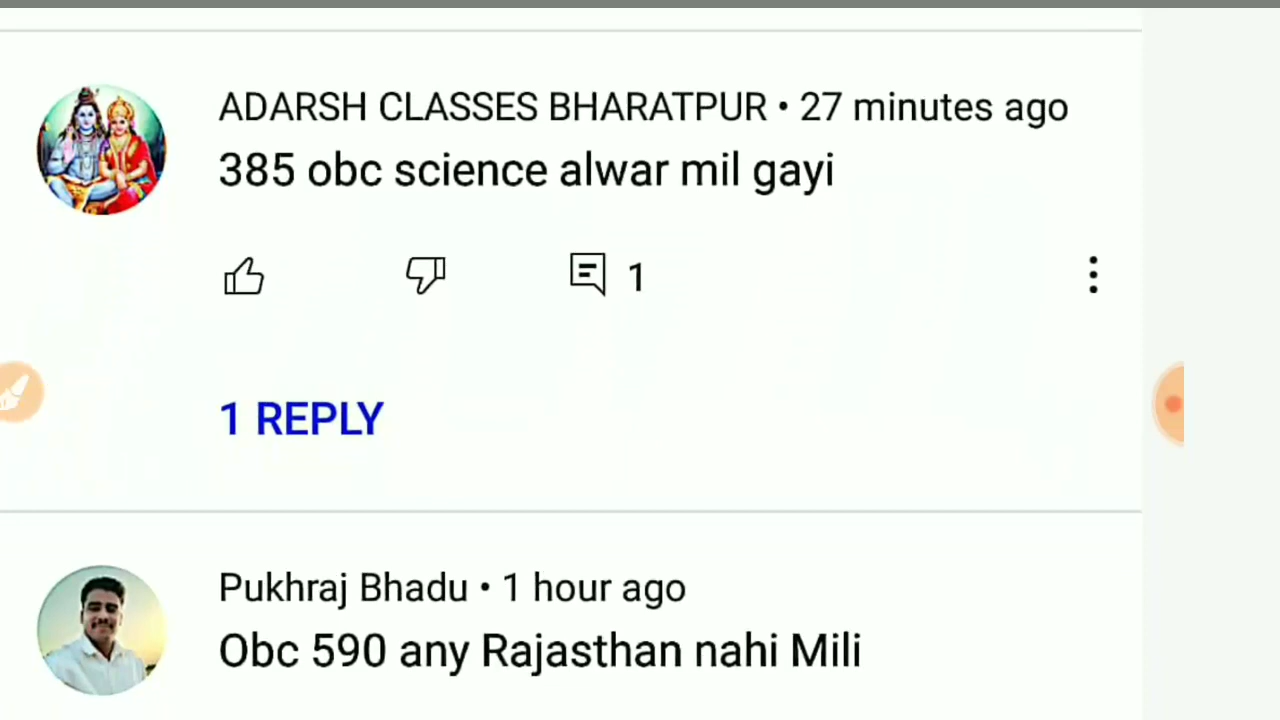 ADARSH CLASSES BHARATPUR • 27 minutes ago
385 obc science alwar mil gayi
1
1 REPLY
Pukhraj Bhadu • 1 hour ago
Obc 590 any Rajasthan nahi Mili